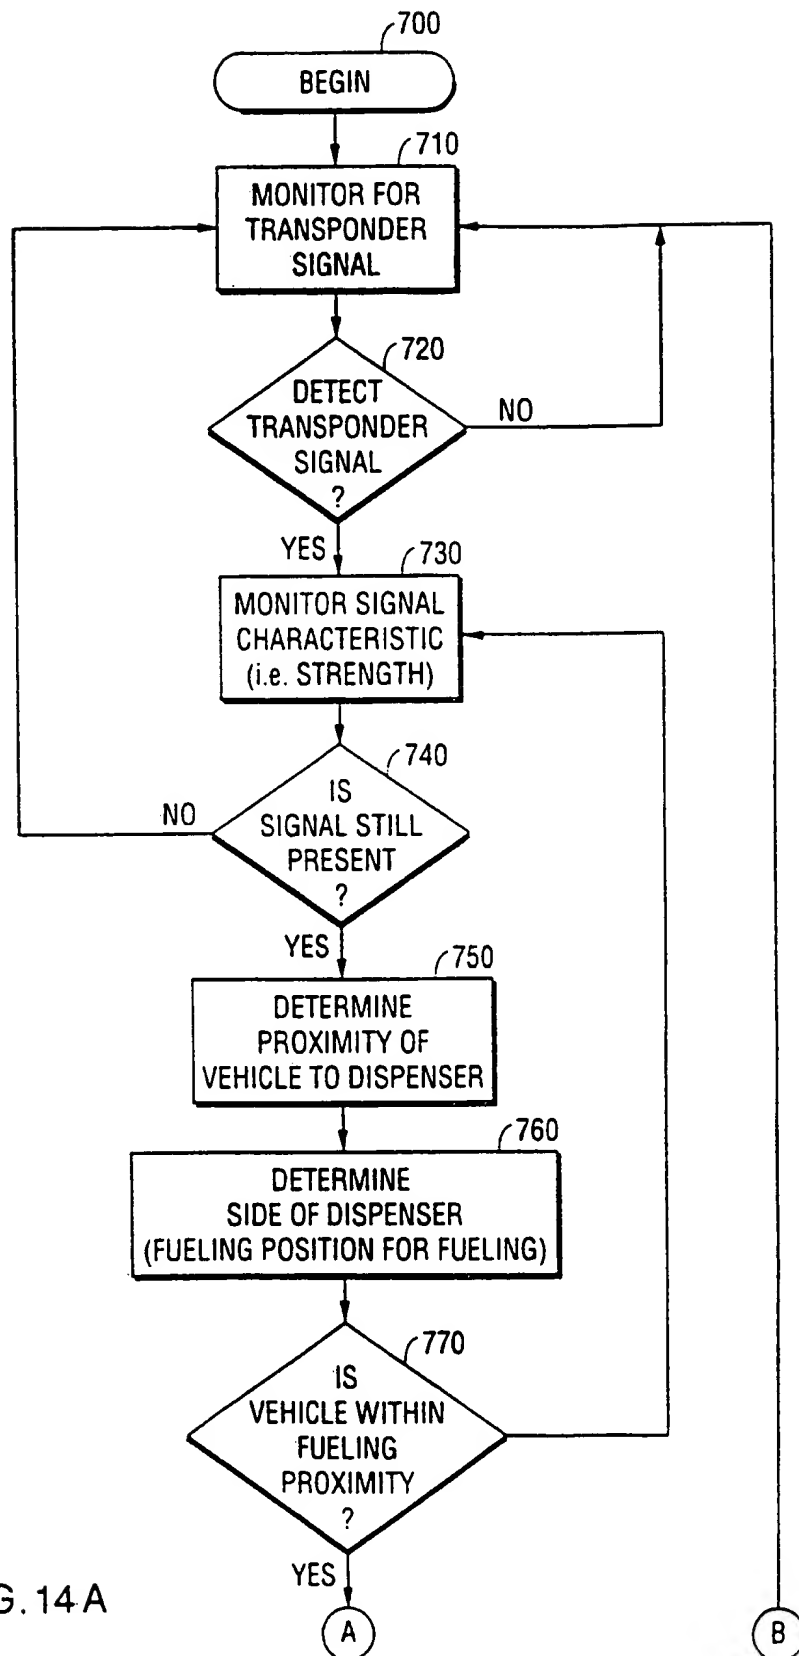 700
BEGIN
710
MONITOR FOR
TRANSPONDER
SIGNAL
720
DETECT
TRANSPONDER
SIGNAL
?
NO
YES
730
MONITOR SIGNAL
CHARACTERISTIC
(i.e. STRENGTH)
740
IS
SIGNAL STILL
PRESENT
?
NO
YES
750
DETERMINE
PROXIMITY OF
VEHICLE TO DISPENSER
760
DETERMINE
SIDE OF DISPENSER
(FUELING POSITION FOR FUELING)
770
IS
VEHICLE WITHIN
FUELING
PROXIMITY
?
YES
G. 14A
A
B